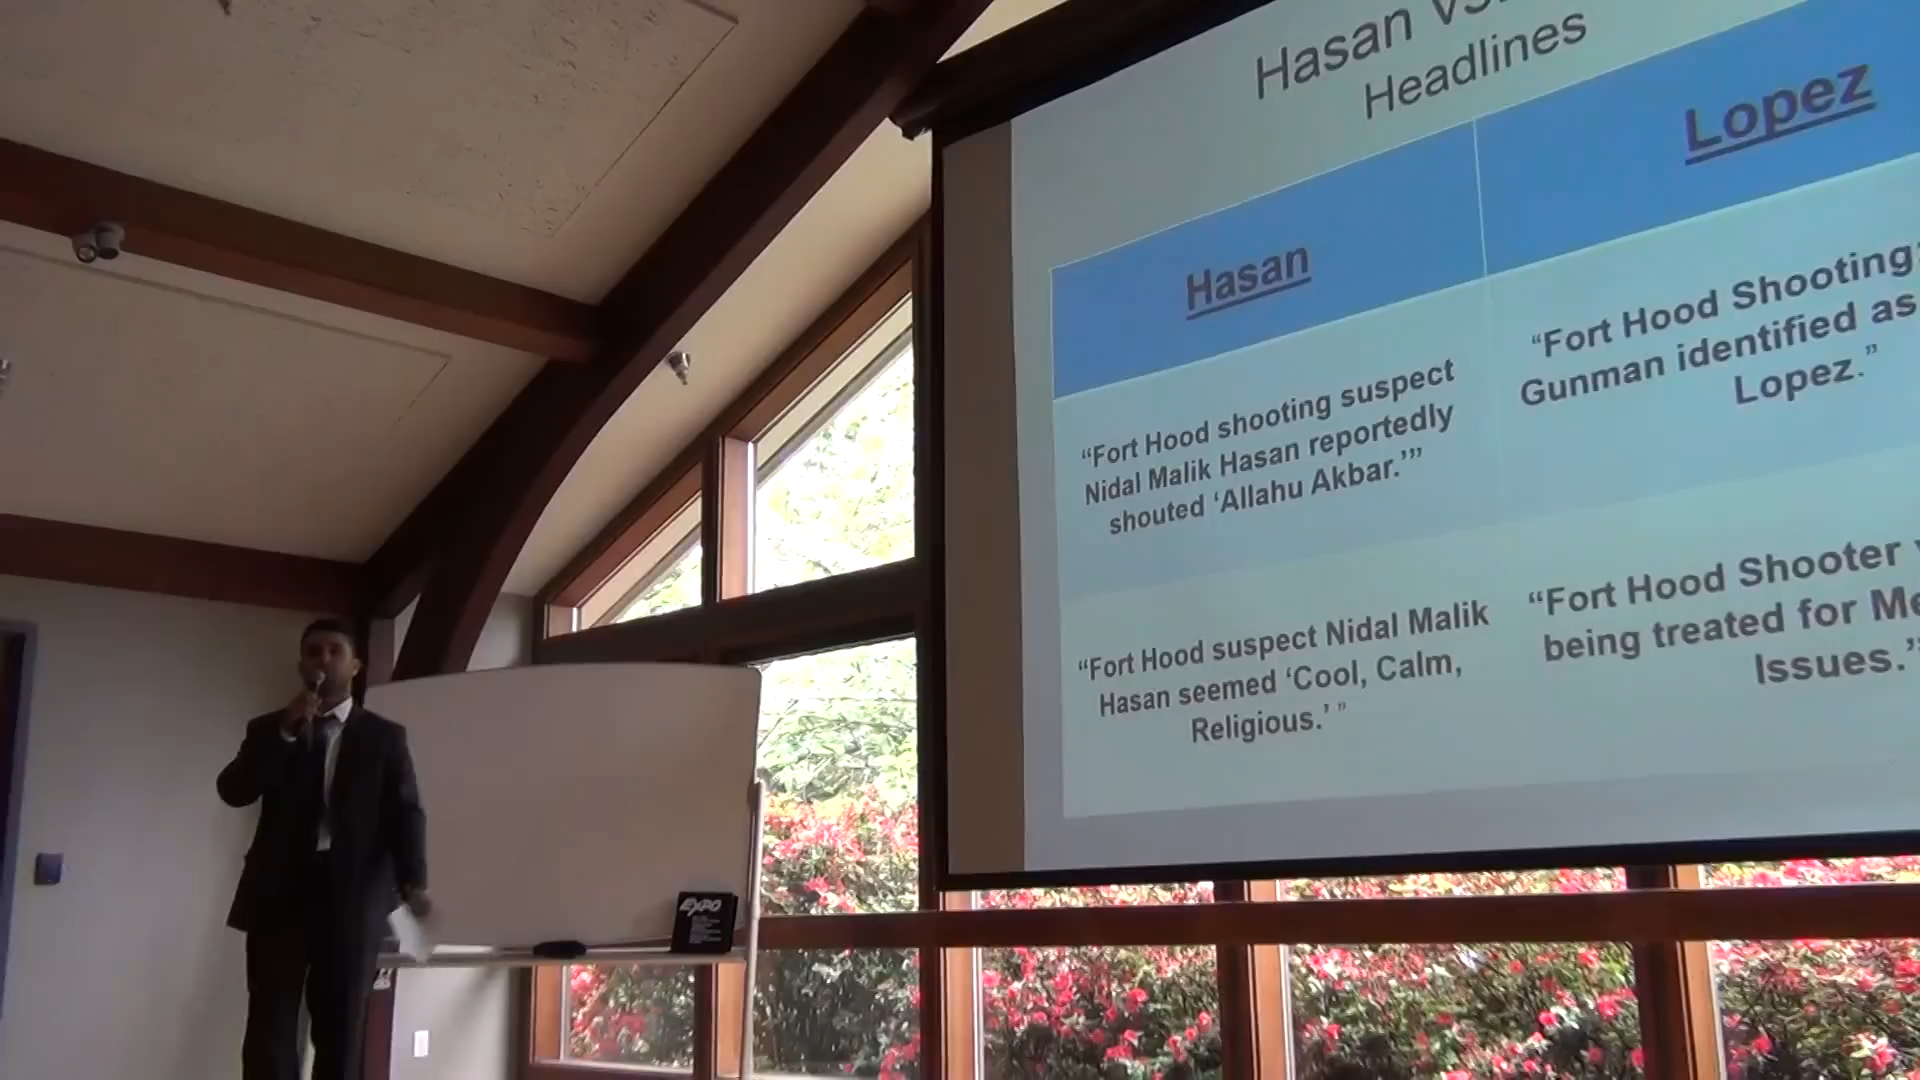 Hasan vs.
Headlines
Hasan
Lopez
“Fort Hood shooting suspect
Nidal Malik Hasan reportedly
shouted ‘Allahu Akbar.’”
“Fort Hood Shooting:
Gunman identified as
Lopez.”
“Fort Hood suspect Nidal Malik
Hasan seemed ‘Cool, Calm,
Religious.’ ”
“Fort Hood Shooter
being treated for
Issues.”
EXPO